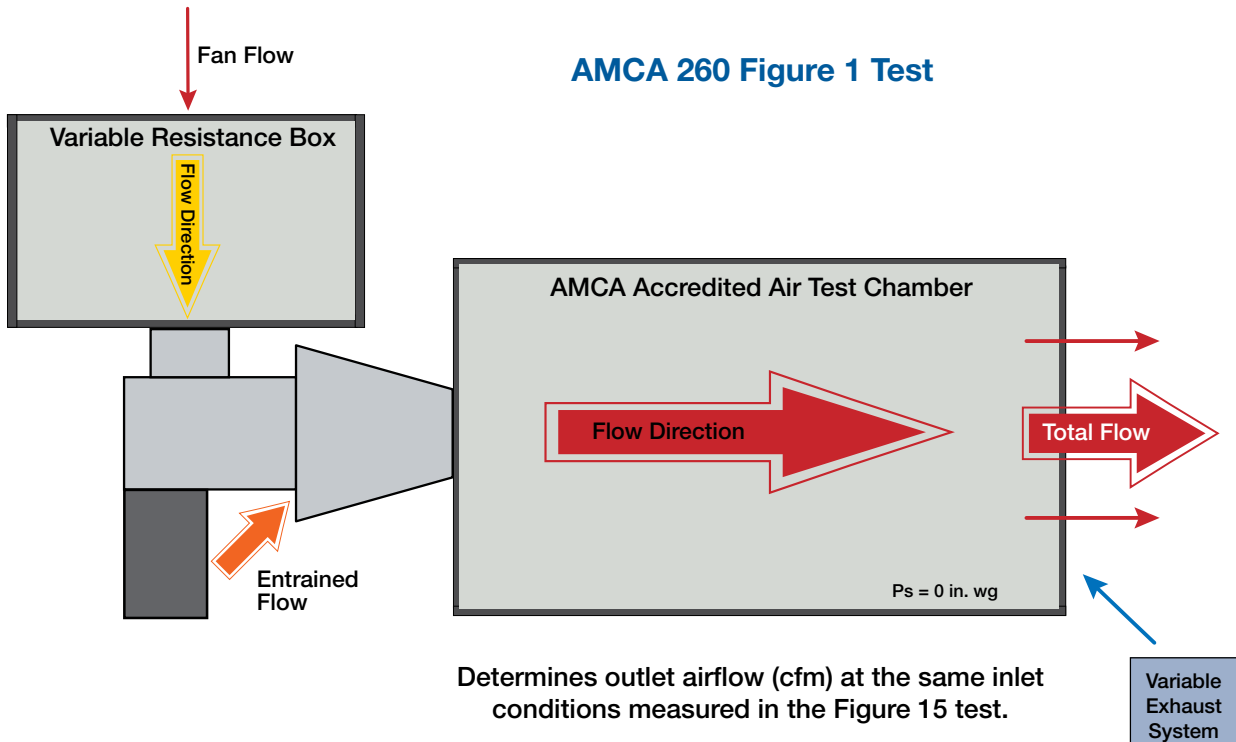 Fan Flow
AMCA 260 Figure 1 Test
Variable Resistance Box
Flow Direction
AMCA Accredited Air Test Chamber
Flow Direction
Total Flow
Entrained
Flow
Ps = 0 in. wg
Determines outlet airflow (cfm) at the same inlet
conditions measured in the Figure 15 test.
Variable
Exhaust
System